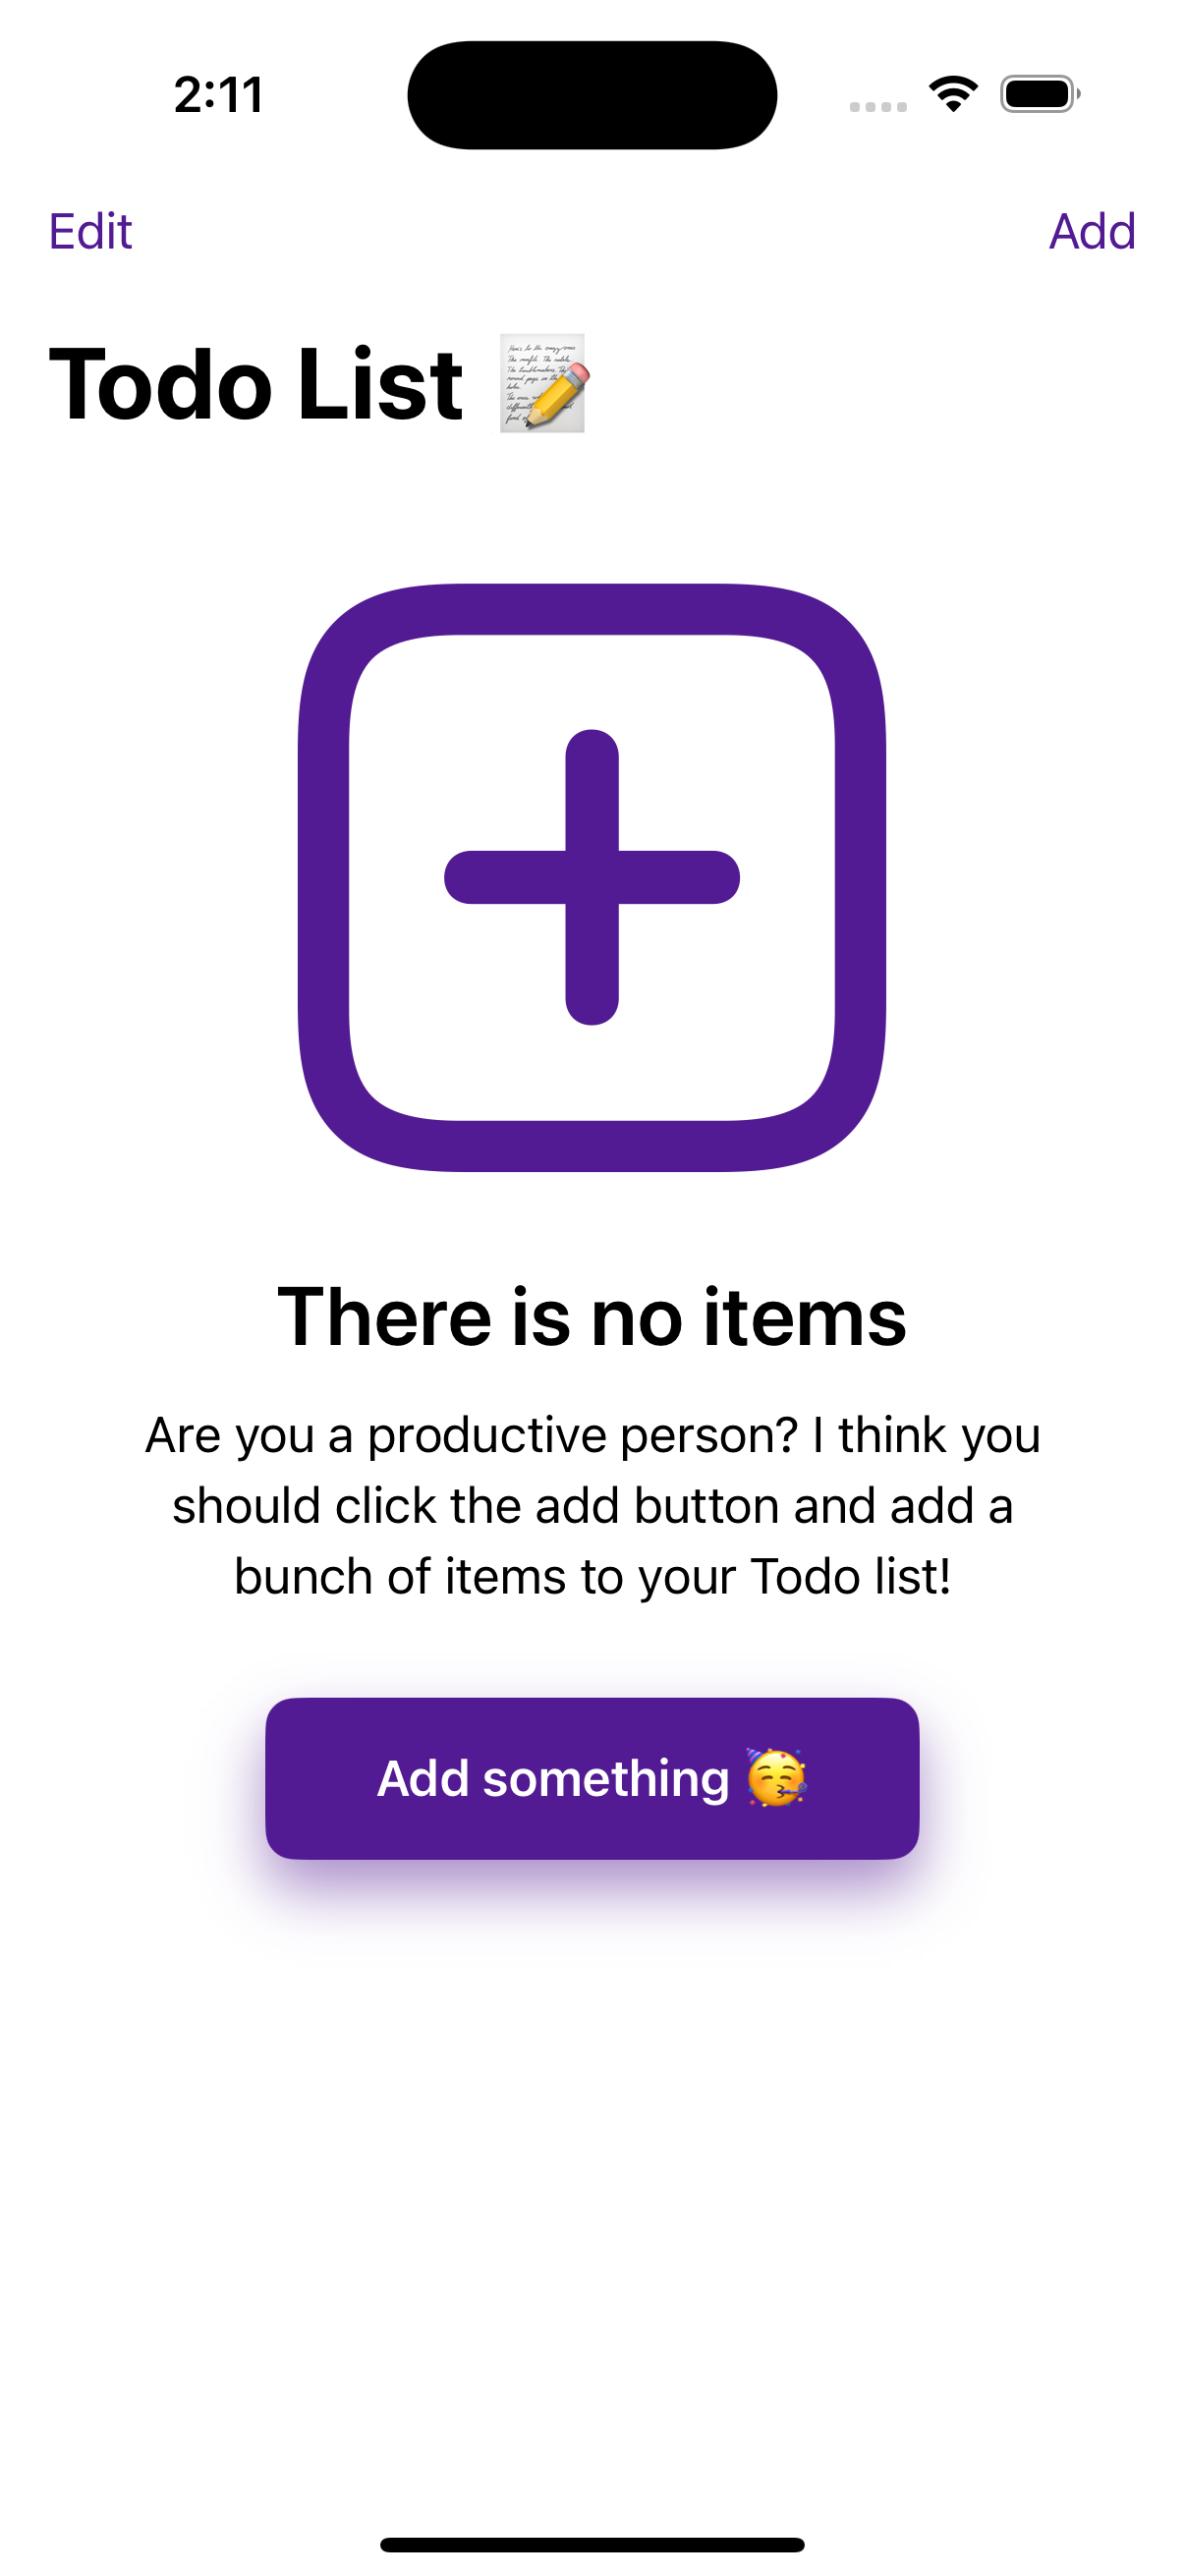 2:11
Edit
Add
Todo List 📝
There is no items
Are you a productive person? I think you
should click the add button and add a
bunch of items to your Todo list!
Add something 🥳